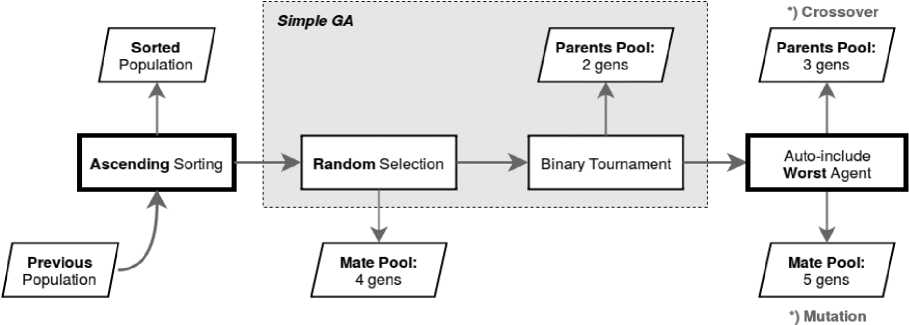 Simple GA
*) Crossover
Sorted
Population
Parents Pool:
2 gens
Parents Pool:
3 gens
Ascending Sorting
Random Selection
Binary Tournament
Auto-include
Worst Agent
Previous
Population
Mate Pool:
4 gens
Mate Pool:
5 gens
*) Mutation